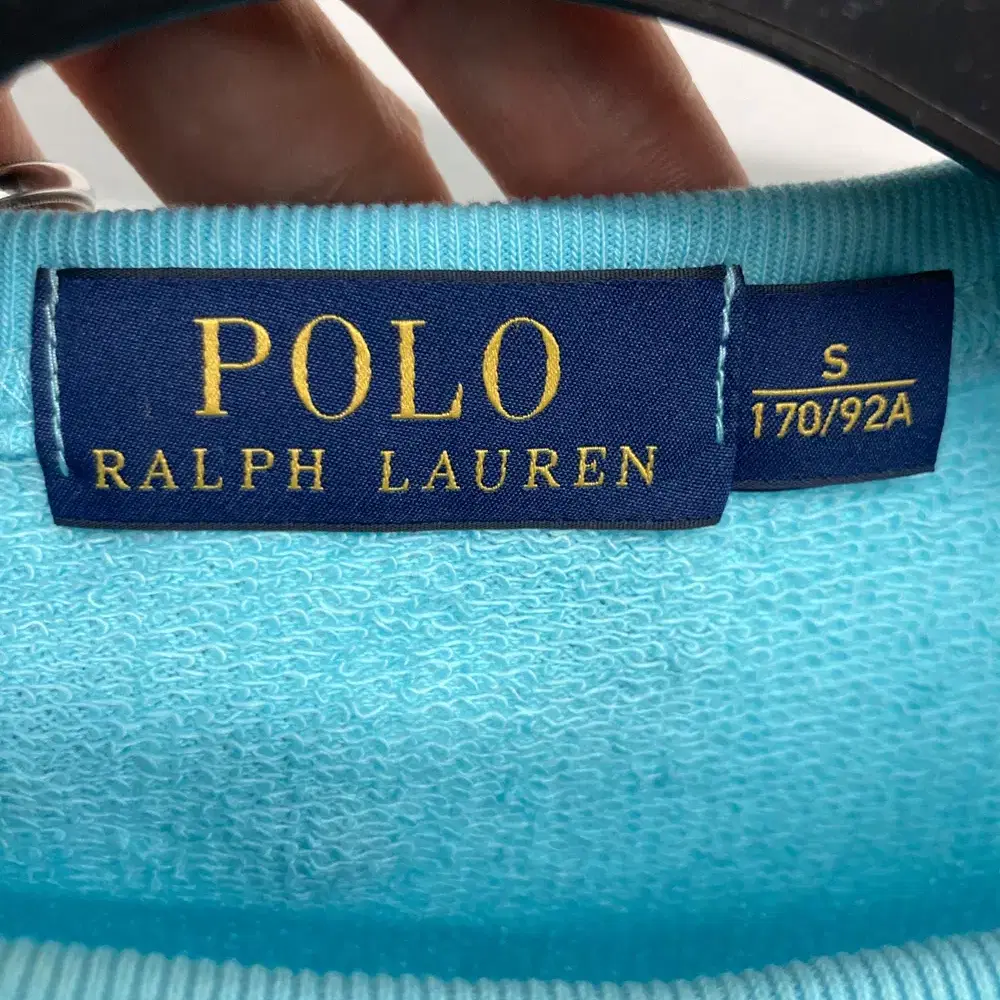 POLO
RALPH LAUREN
S
170/92A